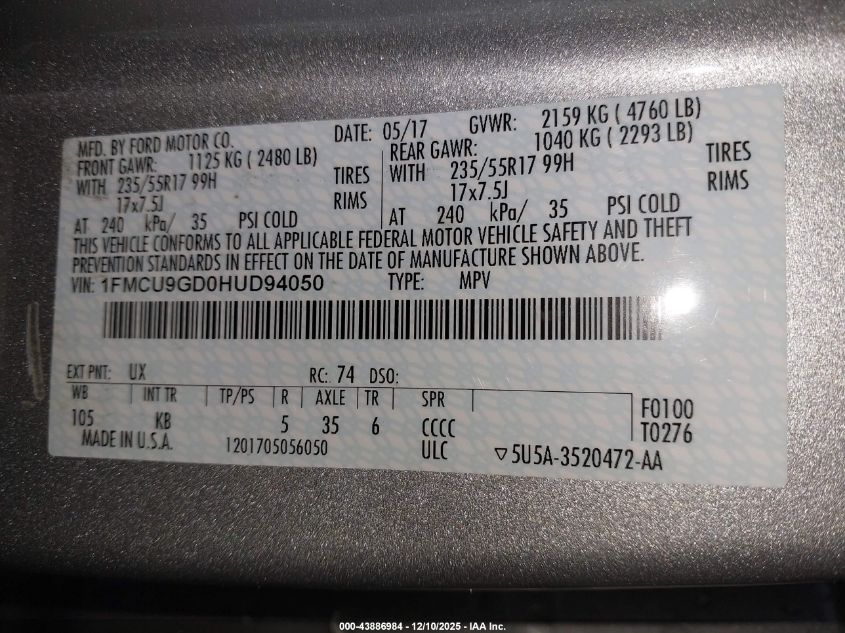 MFD. BY FORD MOTOR CO. DATE: 05/17 GVWR: 2159 KG ( 4760 LB)
FRONT GAWR: 1125 KG ( 2480 LB) REAR GAWR: 1040 KG ( 2293 LB)
WITH 235/55R17 99H TIRES WITH 235/55R17 99H TIRES
17x7.5J RIMS 17x7.5J RIMS
AT 240 kPa/ 35 PSI COLD AT 240 kPa/ 35 PSI COLD
THIS VEHICLE CONFORMS TO ALL APPLICABLE FEDERAL MOTOR VEHICLE SAFETY AND THEFT
PREVENTION STANDARDS IN EFFECT ON THE DATE OF MANUFACTURE SHOWN ABOVE.
VIN: 1FMCU9GD0HUD94050 TYPE: MPV
EXT PNT: UX RC: 74 DSO:
WB INT TR TP/PS R AXLE TR SPR
105 KB 5 35 6 CCCC F0100
MADE IN U.S.A. 1201705056050 ULC T0276
5U5A-3520472-AA
000-43886984 - 12/10/2025 - IAA Inc.